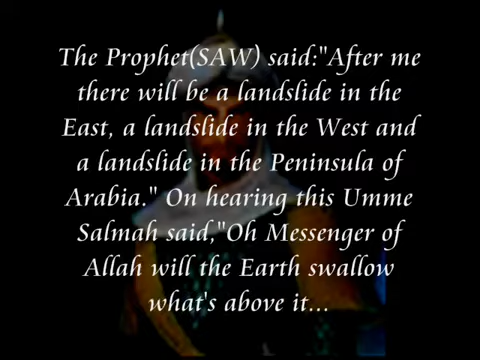 The Prophet(SAW) said:"After me
there will be a landslide in the
East, a landslide in the West and
a landslide in the Peninsula of
Arabia." On hearing this Umme
Salmah said,"Oh Messenger of
Allah will the Earth swallow
what's above it...